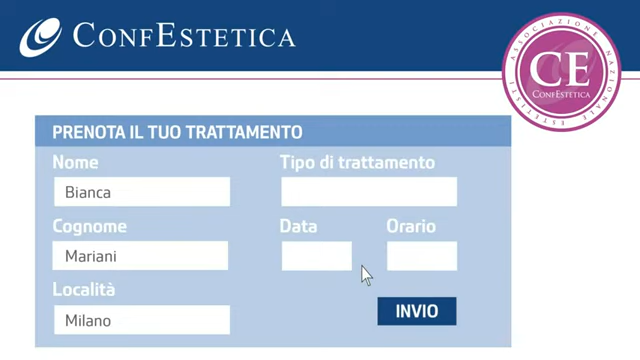 CONFESTETICA
ASSOCIAZIONE NAZIONALE ESTETISTI
CE
CONFESTETICA
PRENOTA IL TUO TRATTAMENTO
Nome
Tipo di trattamento
Bianca
Cognome
Data
Orario
Mariani
Località
Milano
INVIO